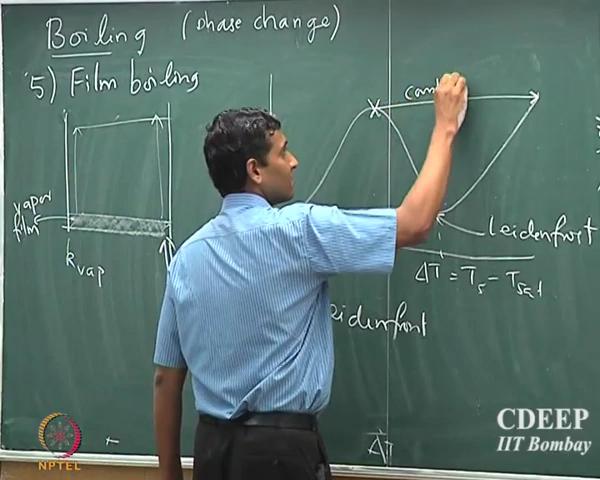 Boiling (phase change)
5) Film boiling
vapor
film
k vap
Leidenfrost
ΔT = Ts - Tsat
eidenfrost
ΔT
CDEEP
IIT Bombay
NPTEL